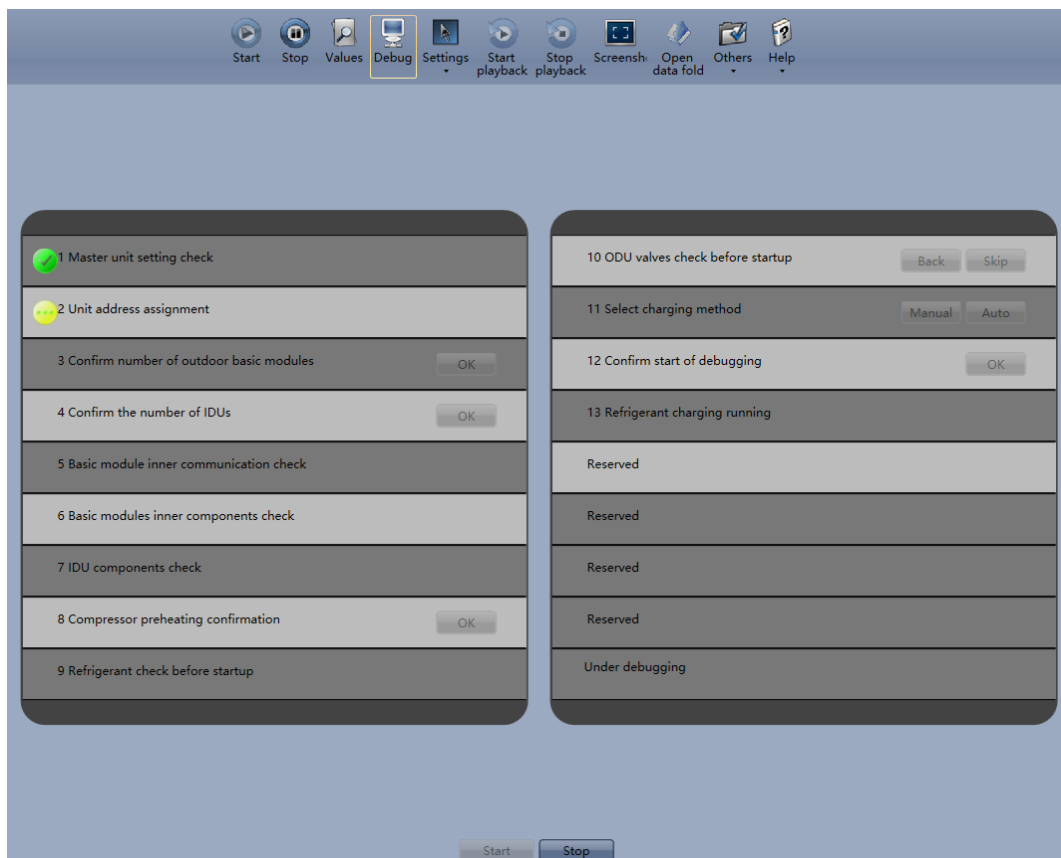 Start Stop Values Debug Settings Start playback Stop playback Screensh Open data fold Others Help
1 Master unit setting check
2 Unit address assignment
3 Confirm number of outdoor basic modules OK
4 Confirm the number of IDUs OK
5 Basic module inner communication check
6 Basic modules inner components check
7 IDU components check
8 Compressor preheating confirmation OK
9 Refrigerant check before startup
10 ODU valves check before startup Back Skip
11 Select charging method Manual Auto
12 Confirm start of debugging OK
13 Refrigerant charging running
Reserved
Reserved
Reserved
Reserved
Under debugging
Start Stop